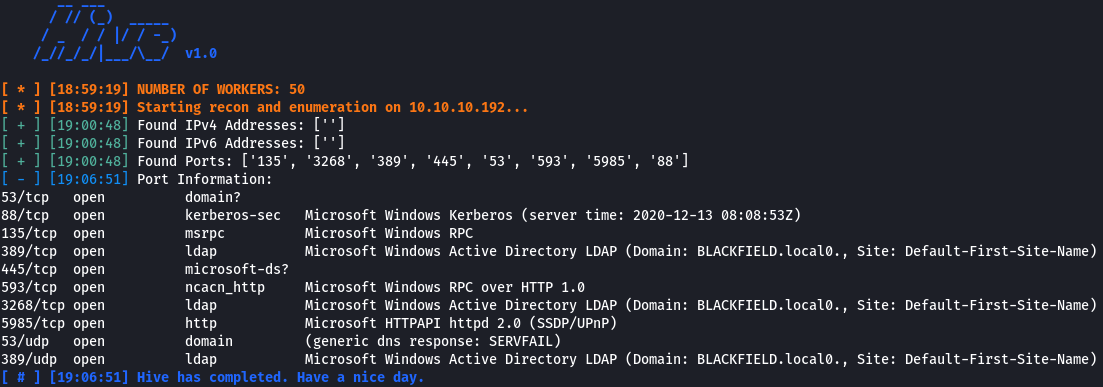 v1.0
[ * ] [18:59:19] NUMBER OF WORKERS: 50
[ * ] [18:59:19] Starting recon and enumeration on 10.10.10.192...
[ + ] [19:00:48] Found IPv4 Addresses: ['']
[ + ] [19:00:48] Found IPv6 Addresses: ['']
[ + ] [19:00:48] Found Ports: ['135', '3268', '389', '445', '53', '593', '5985', '88']
[ - ] [19:06:51] Port Information:
53/tcp   open          domain?
88/tcp   open          kerberos-sec   Microsoft Windows Kerberos (server time: 2020-12-13 08:08:53Z)
135/tcp  open          msrpc          Microsoft Windows RPC
389/tcp  open          ldap           Microsoft Windows Active Directory LDAP (Domain: BLACKFIELD.local0., Site: Default-First-Site-Name)
445/tcp  open          microsoft-ds?
593/tcp  open          ncacn_http     Microsoft Windows RPC over HTTP 1.0
3268/tcp open          ldap           Microsoft Windows Active Directory LDAP (Domain: BLACKFIELD.local0., Site: Default-First-Site-Name)
5985/tcp open          http           Microsoft HTTPAPI httpd 2.0 (SSDP/UPnP)
53/udp   open          domain         (generic dns response: SERVFAIL)
389/udp  open          ldap           Microsoft Windows Active Directory LDAP (Domain: BLACKFIELD.local0., Site: Default-First-Site-Name)
[ # ] [19:06:51] Hive has completed. Have a nice day.